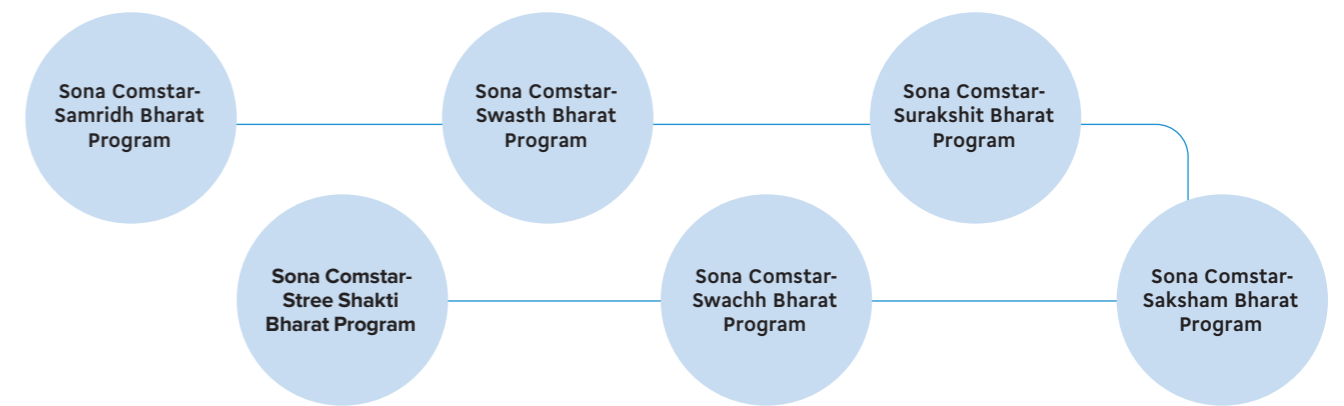 Sona Comstar-
Samridh Bharat
Program
Sona Comstar-
Swasth Bharat
Program
Sona Comstar-
Surakshit Bharat
Program
Sona Comstar-
Stree Shakti
Bharat Program
Sona Comstar-
Swachh Bharat
Program
Sona Comstar-
Saksham Bharat
Program